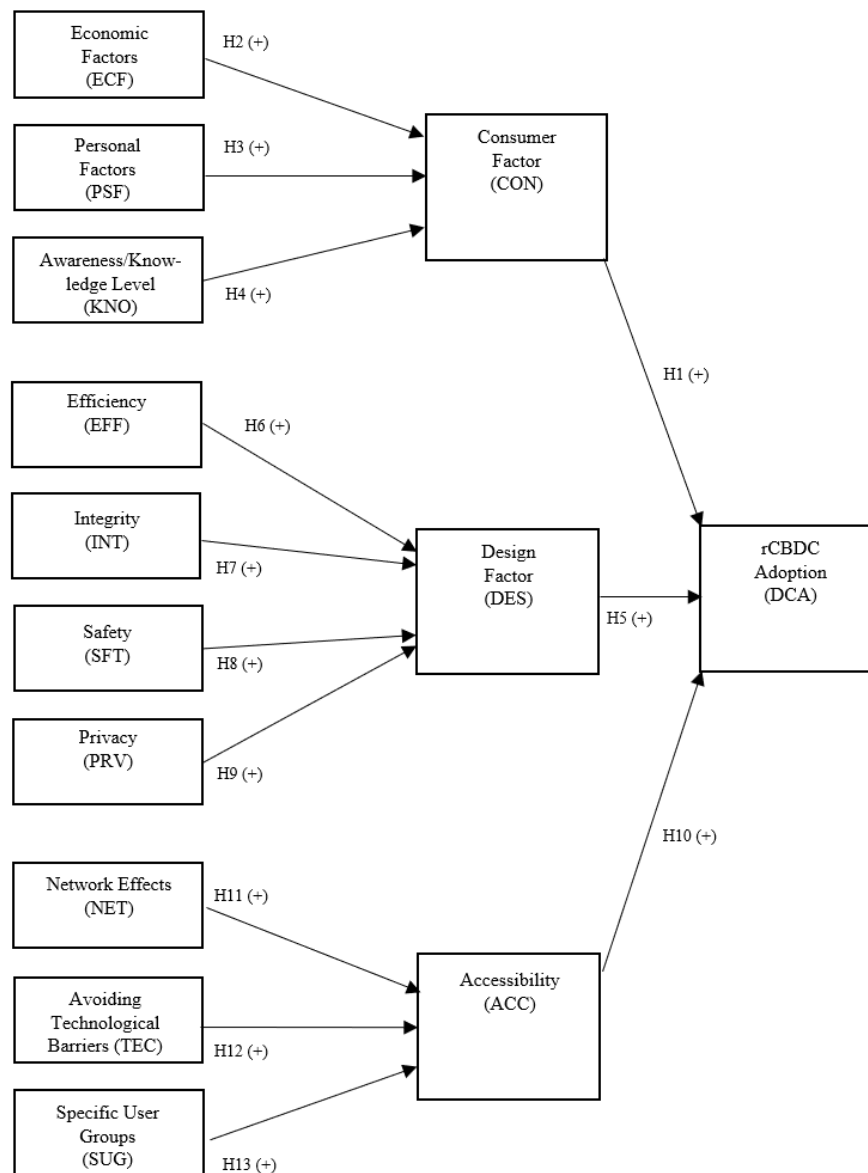 Economic
Factors
(ECF)
H2 (+)
Personal
Factors
(PSF)
H3 (+)
Awareness/Know-
ledge Level
(KNO)
H4 (+)
Consumer
Factor
(CON)
H1 (+)
Efficiency
(EFF)
H6 (+)
Integrity
(INT)
H7 (+)
Safety
(SFT)
H8 (+)
Privacy
(PRV)
H9 (+)
Design
Factor
(DES)
H5 (+)
rCBDC
Adoption
(DCA)
H10 (+)
Network Effects
(NET)
H11 (+)
Avoiding
Technological
Barriers (TEC)
H12 (+)
Specific User
Groups
(SUG)
H13 (+)
Accessibility
(ACC)